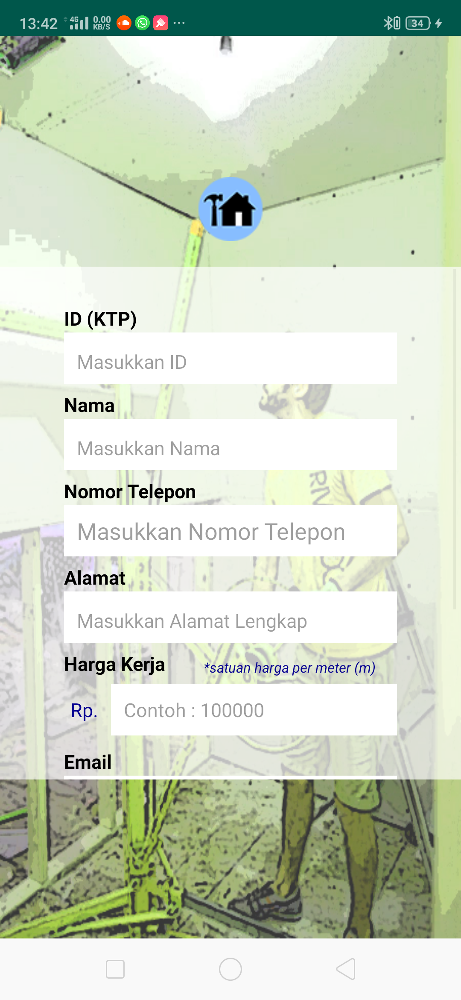 13:42 4G 0.00 KB/S 34
ID (KTP)
Masukkan ID
Nama
Masukkan Nama
Nomor Telepon
Masukkan Nomor Telepon
Alamat
Masukkan Alamat Lengkap
Harga Kerja *satuan harga per meter (m)
Rp. Contoh : 100000
Email